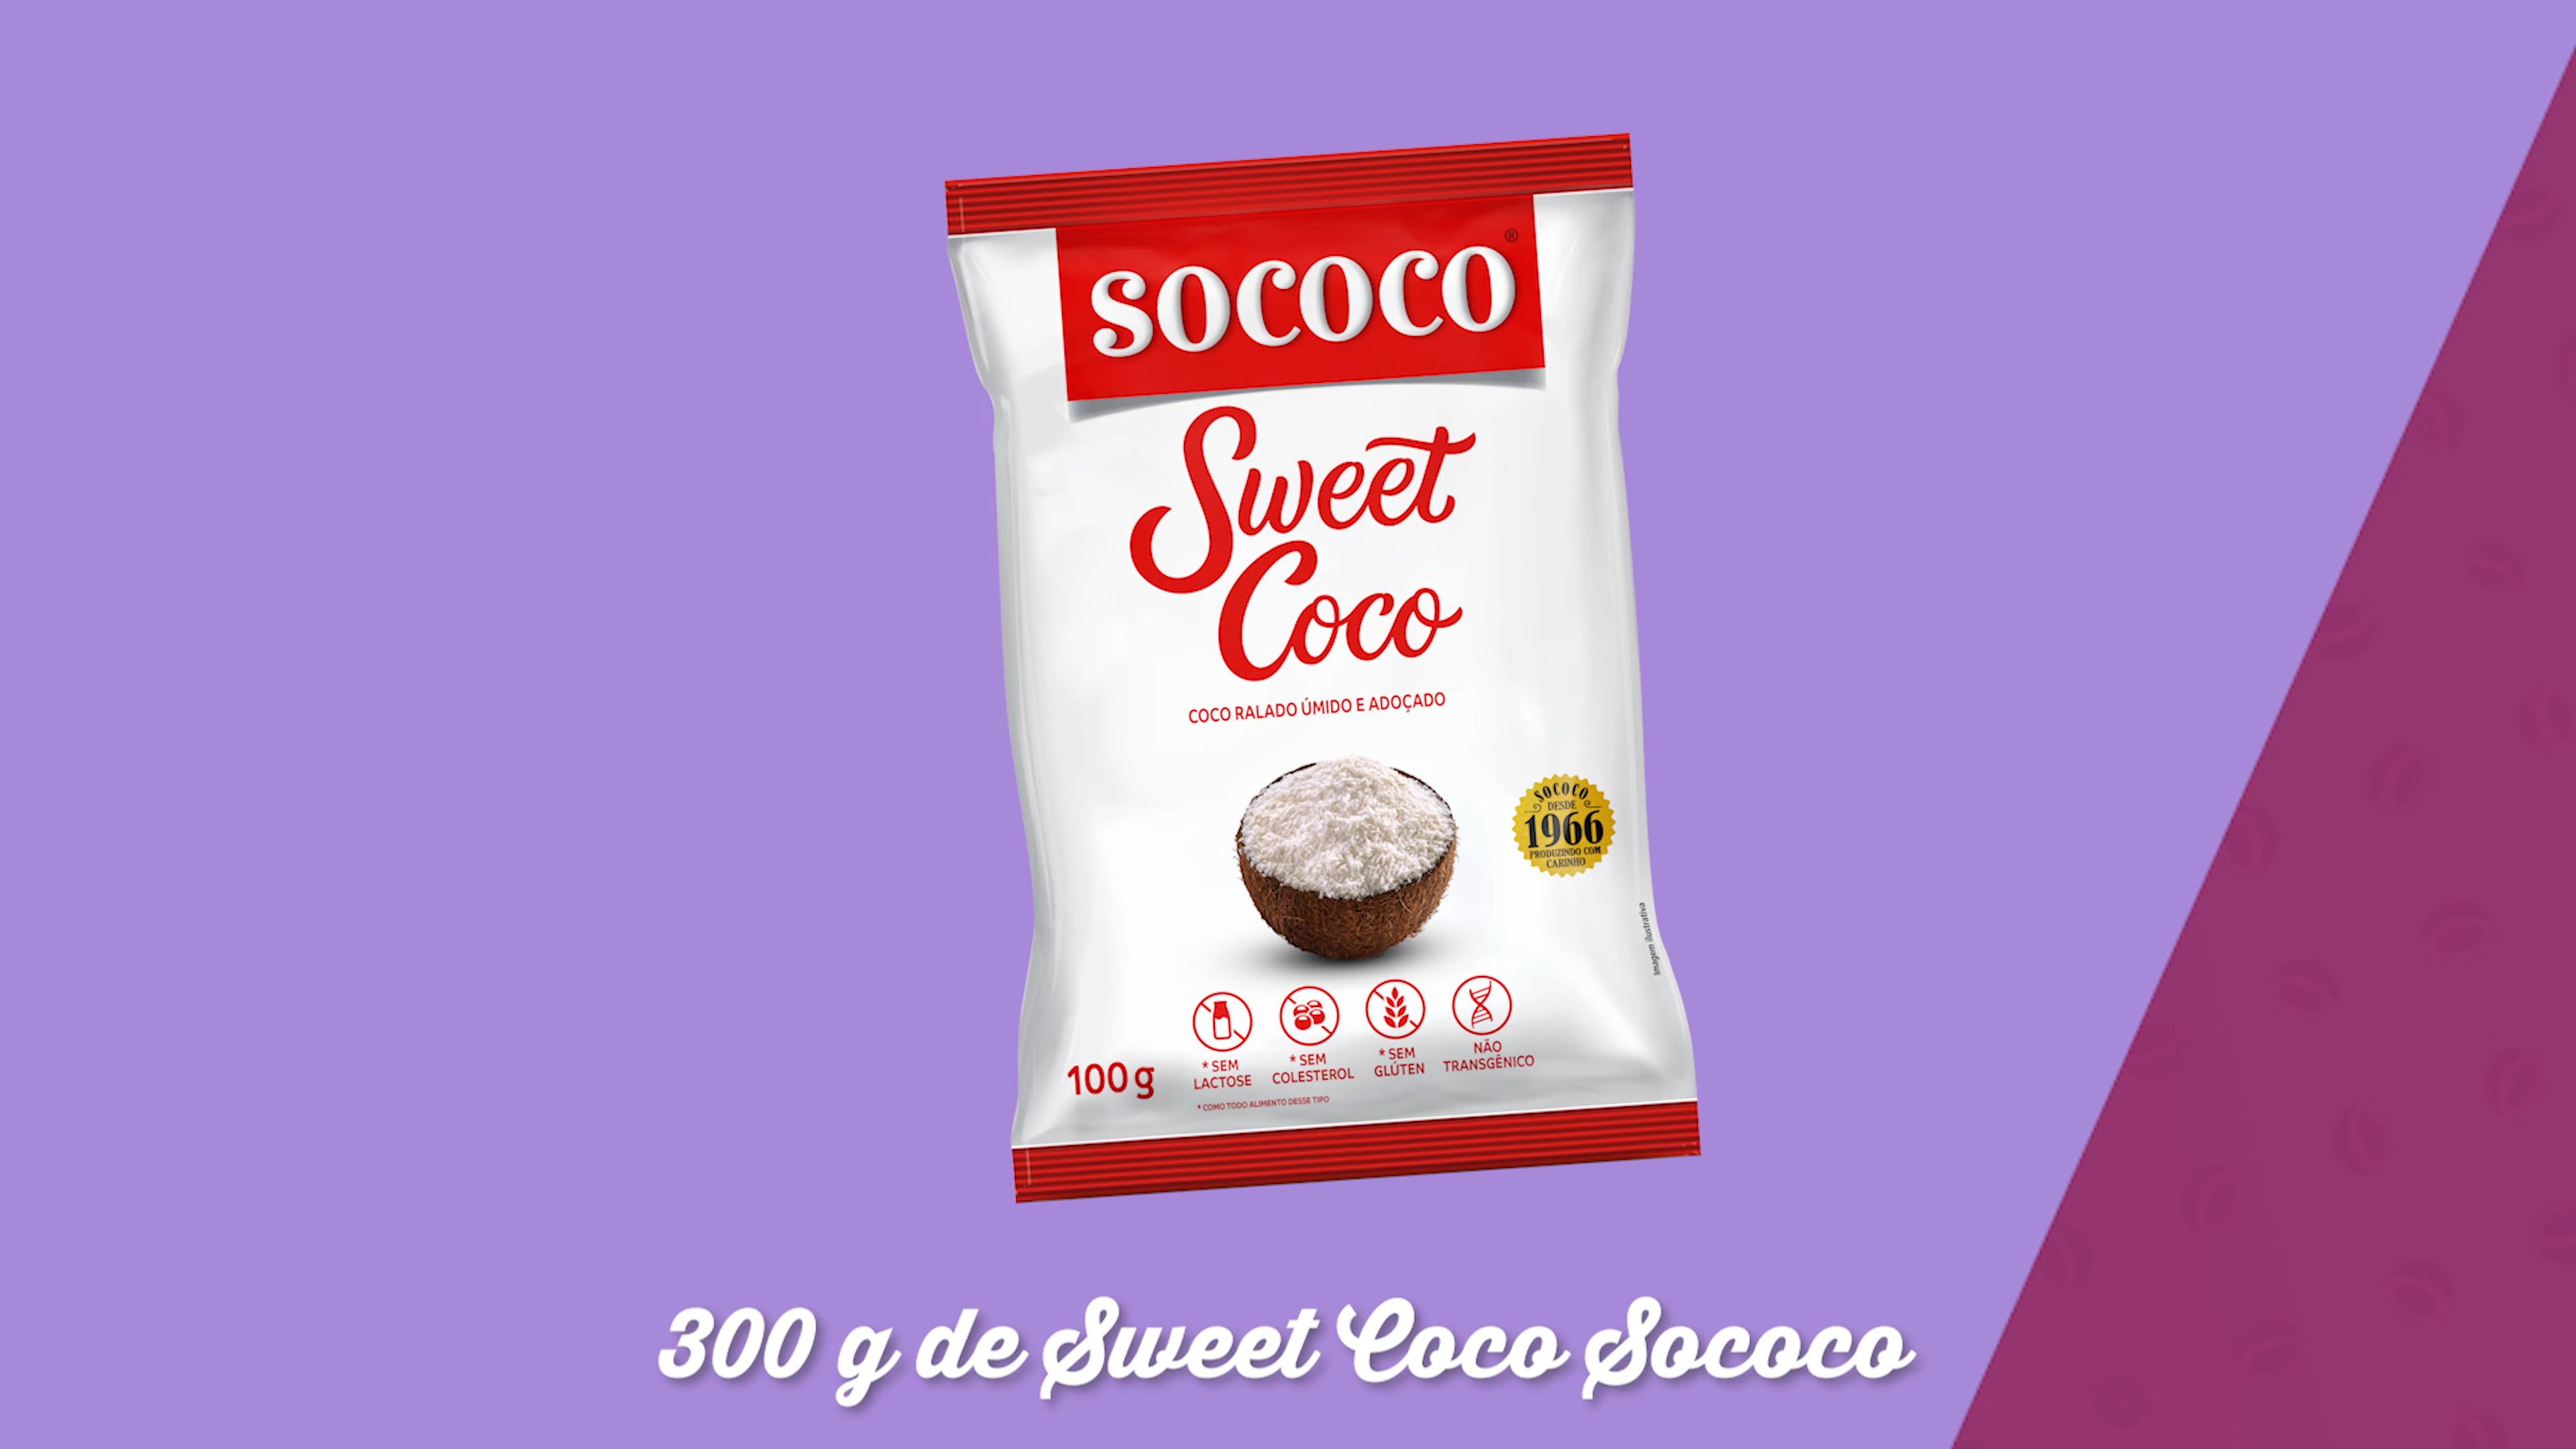 SOCOCO®
Sweet
Coco
COCO RALADO ÚMIDO E ADOÇADO
SOCOCO
DESDE
1966
PRODUZINDO COM
CARINHO
Imagem ilustrativa
100 g
* SEM
LACTOSE
* SEM
COLESTEROL
* SEM
GLÚTEN
NÃO
TRANSGÊNICO
* COMO TODO ALIMENTO DESSE TIPO
300 g de Sweet Coco Sococo